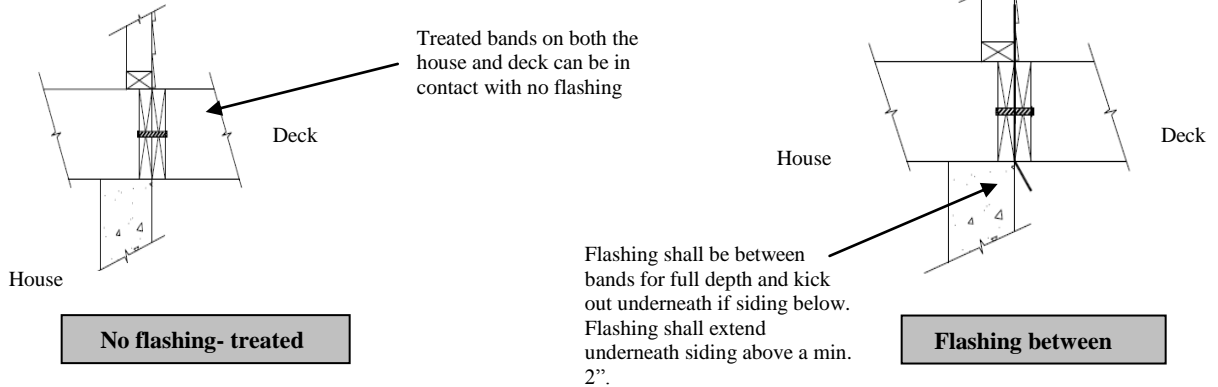 Treated bands on both the
house and deck can be in
contact with no flashing
Deck
House
No flashing- treated
House
Deck
Flashing shall be between
bands for full depth and kick
out underneath if siding below.
Flashing shall extend
underneath siding above a min.
2”.
Flashing between